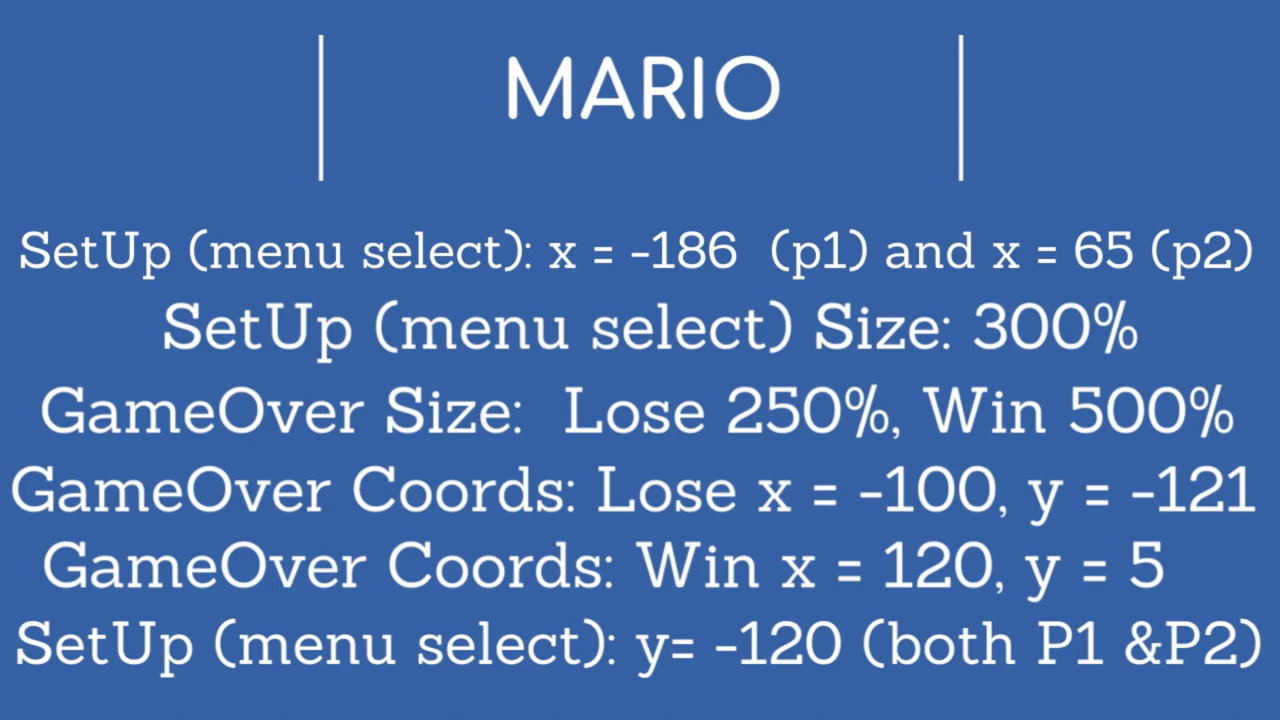 MARIO
SetUp (menu select): x = -186 (p1) and x = 65 (p2)
SetUp (menu select) Size: 300%
GameOver Size: Lose 250%, Win 500%
GameOver Coords: Lose x = -100, y = -121
GameOver Coords: Win x = 120, y = 5
SetUp (menu select): y= -120 (both P1 &P2)